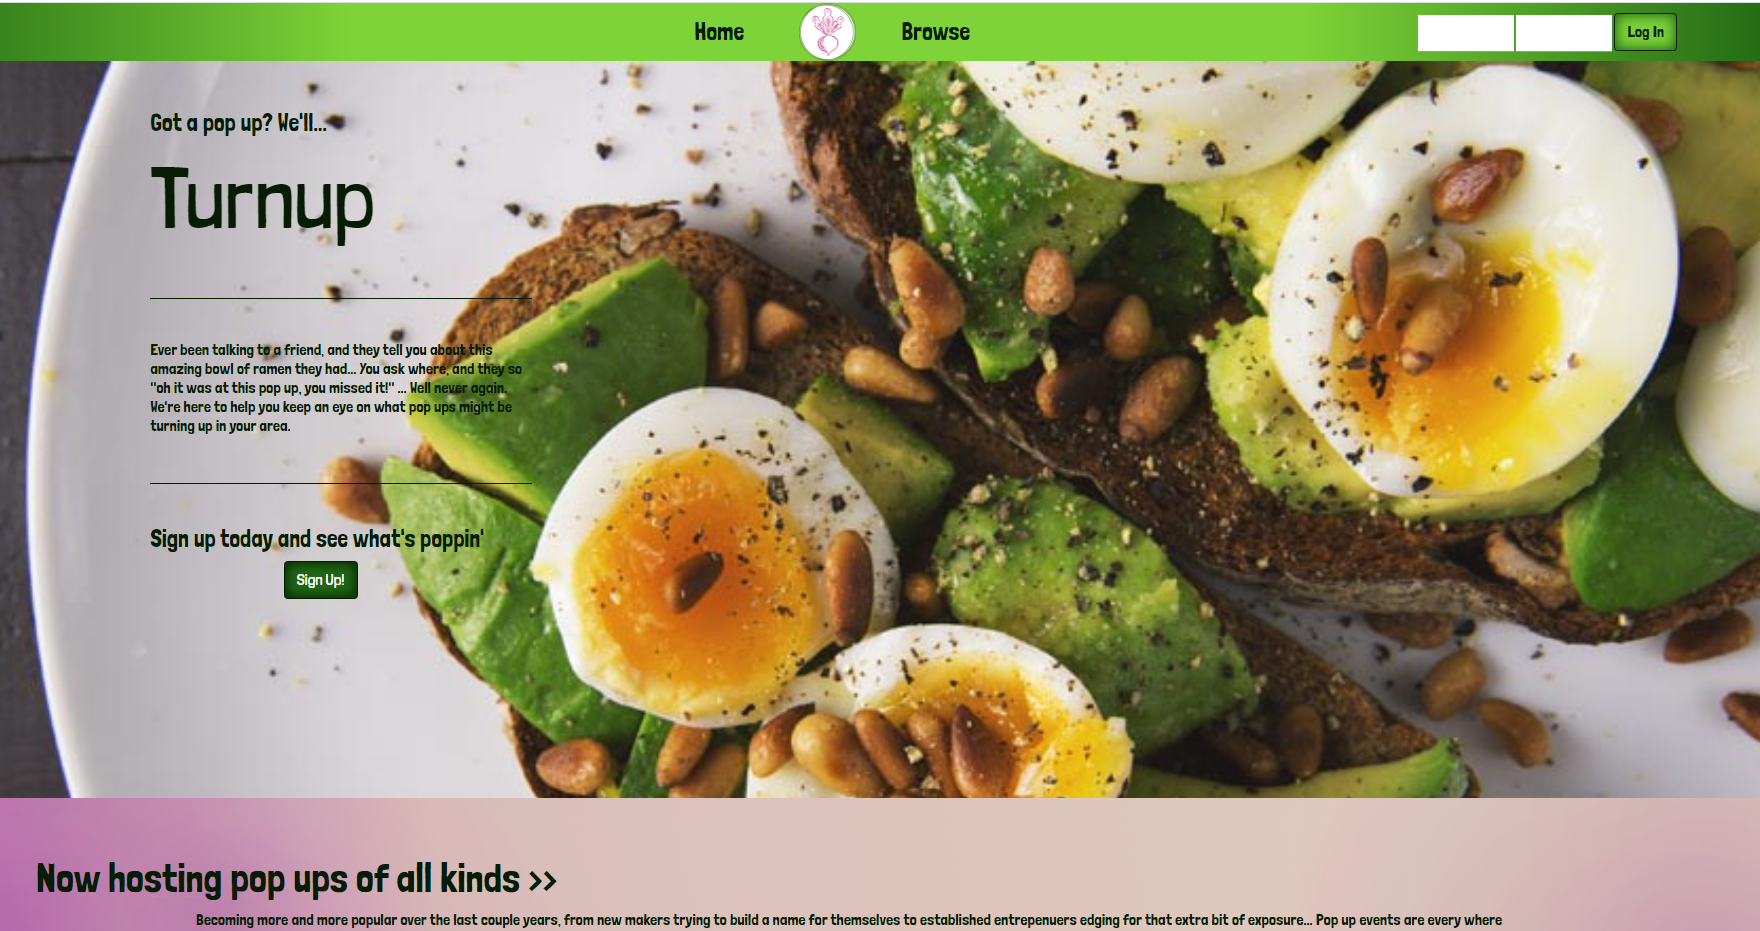 Home
Browse
Log In
Got a pop up? We'll...
Turnup
Ever been talking to a friend, and they tell you about this
amazing bowl of ramen they had... You ask where, and they so
"oh it was at this pop up, you missed it!" ... Well never again.
We're here to help you keep an eye on what pop ups might be
turning up in your area.
Sign up today and see what's poppin'
Sign Up!
Now hosting pop ups of all kinds >>
Becoming more and more popular over the last couple years, from new makers trying to build a name for themselves to established entrepenuers edging for that extra bit of exposure... Pop up events are every where